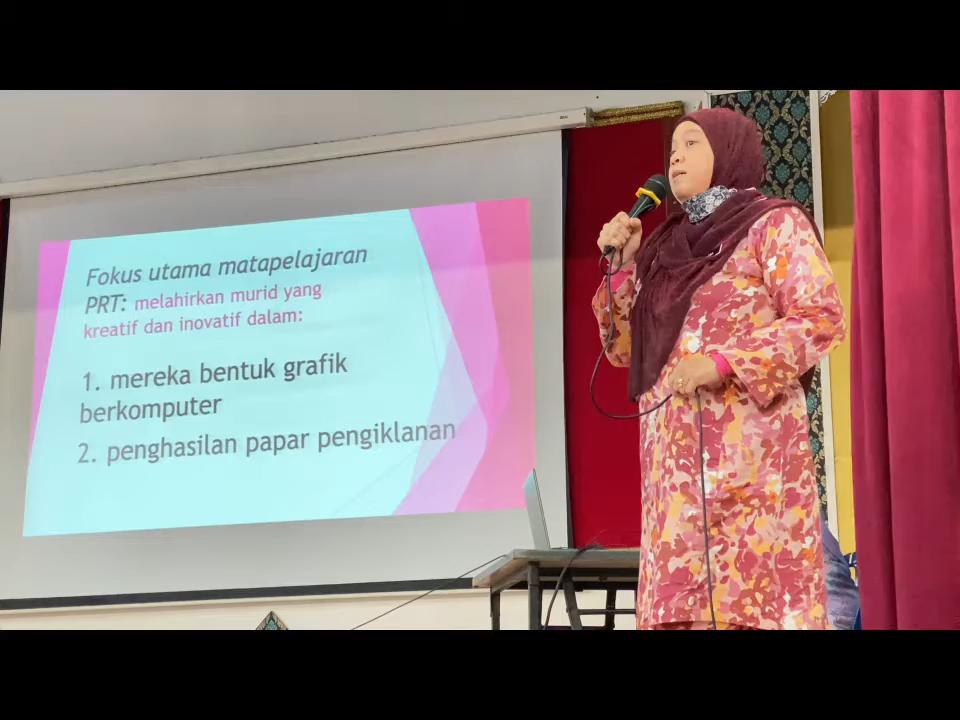 Fokus utama matapelajaran
PRT: melahirkan murid yang
kreatif dan inovatif dalam:
1. mereka bentuk grafik
berkomputer
2. penghasilan papar pengiklanan